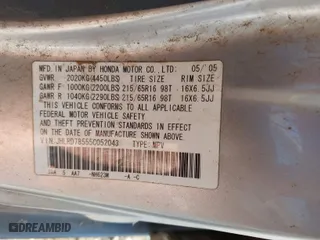 MFD. IN JAPAN BY HONDA MOTOR CO., LTD. 05/'05
GVWR 2020KG(4450LBS) TIRE SIZE RIM SIZE
GAWR F 1000KG(2200LBS) 215/65R16 98T 16X6.5JJ
GAWR R 1040KG(2290LBS) 215/65R16 98T 16X6.5JJ
THIS VEHICLE CONFORMS TO ALL APPLICABLE
FEDERAL MOTOR VEHICLE SAFETY
AND THEFT PREVENTION STANDARDS IN EFFECT
ON THE DATE OF MANUFACTURE SHOWN ABOVE.
V.I.N: TYPE: MPV
AA7 -NH623M -A -C
autobidcar